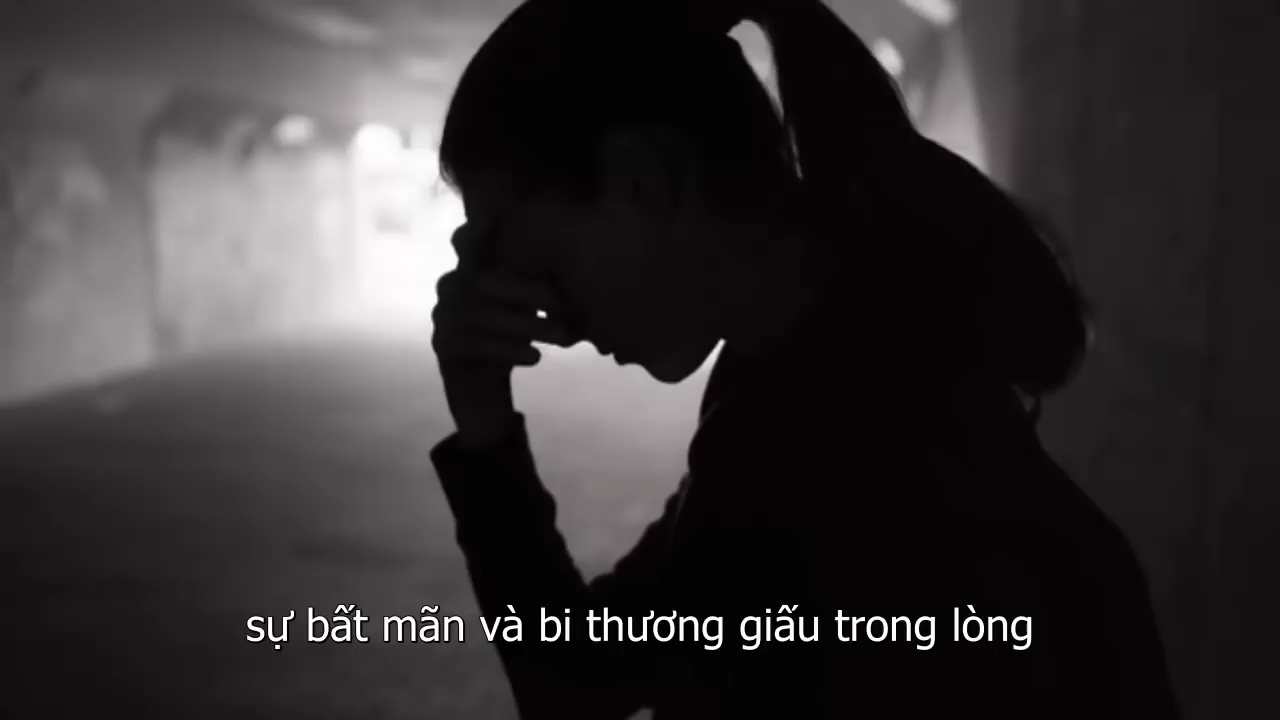 sự bất mãn và bi thương giấu trong lòng